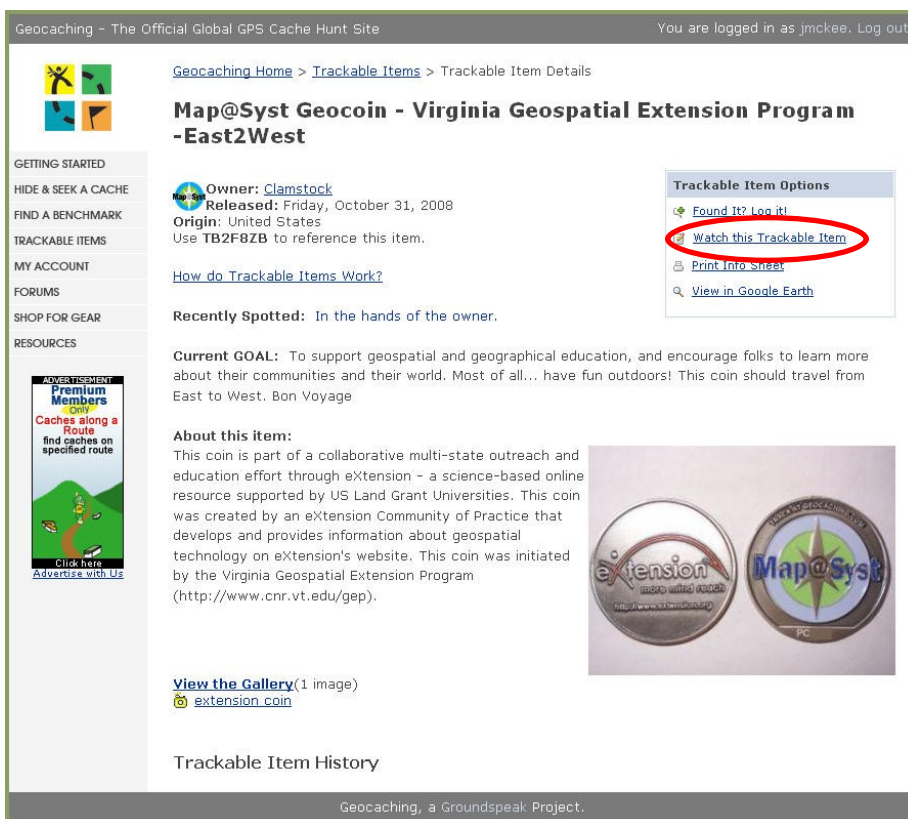 Geocaching - The Official Global GPS Cache Hunt Site
You are logged in as jmckee. Log out
Geocaching Home > Trackable Items > Trackable Item Details
Map@Syst Geocoin - Virginia Geospatial Extension Program
-East2West
GETTING STARTED
HIDE & SEEK A CACHE
FIND A BENCHMARK
TRACKABLE ITEMS
MY ACCOUNT
FORUMS
SHOP FOR GEAR
RESOURCES
ADVERTISEMENT
Premium
Members
Only
Caches along a
Route
find caches on
specified route
Click here
Advertise with Us
Map@Syst
Owner: Clamstock
Released: Friday, October 31, 2008
Origin: United States
Use TB2F8ZB to reference this item.
How do Trackable Items Work?
Trackable Item Options
Found It? Log it!
Watch this Trackable Item
Print Info Sheet
View in Google Earth
Recently Spotted: In the hands of the owner.
Current GOAL: To support geospatial and geographical education, and encourage folks to learn more
about their communities and their world. Most of all... have fun outdoors! This coin should travel from
East to West. Bon Voyage
About this item:
This coin is part of a collaborative multi-state outreach and
education effort through eXtension - a science-based online
resource supported by US Land Grant Universities. This coin
was created by an eXtension Community of Practice that
develops and provides information about geospatial
technology on eXtension's website. This coin was initiated
by the Virginia Geospatial Extension Program
(http://www.cnr.vt.edu/gep).
eXtension
more mind reach
http://www.extension.org
Map@Syst
PC
View the Gallery(1 image)
extension coin
Trackable Item History
Geocaching, a Groundspeak Project.